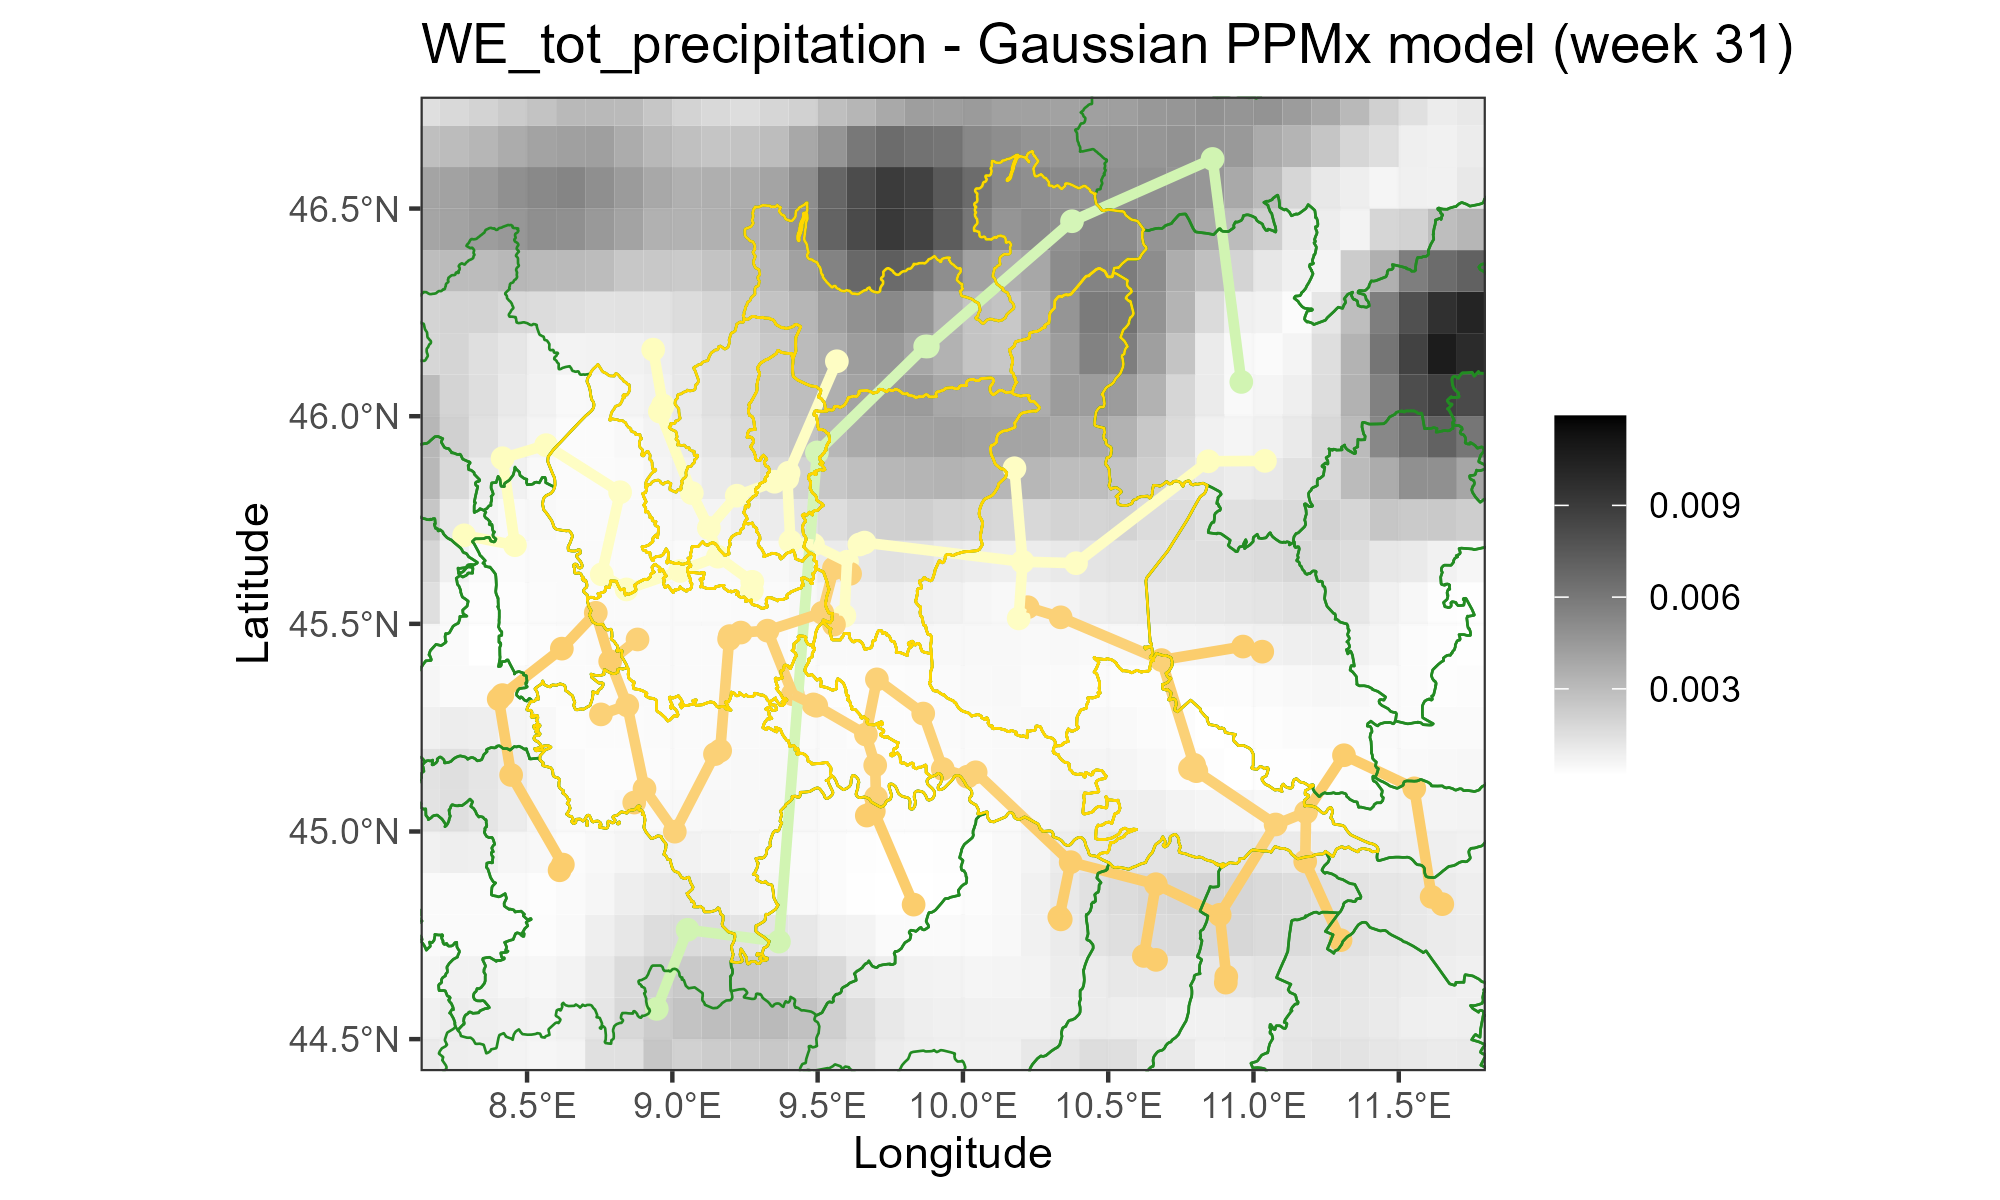 WE_tot_precipitation - Gaussian PPMx model (week 31)
Latitude
46.5°N
46.0°N
45.5°N
45.0°N
44.5°N
0.009
0.006
0.003
8.5°E 9.0°E 9.5°E 10.0°E 10.5°E 11.0°E 11.5°E
Longitude